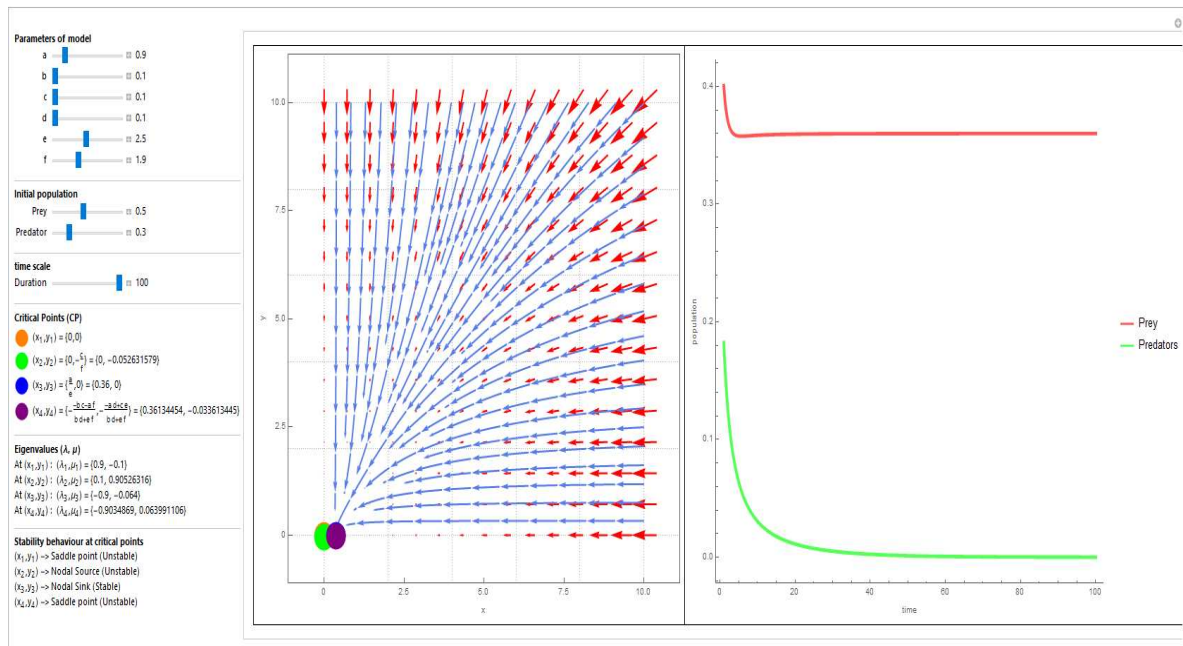 Parameters of model
a 0.9
b 0.1
c 0.1
d 0.1
e 2.5
f 1.9
Initial population
Prey 0.5
Predator 0.3
time scale
Duration 100
Critical Points (CP)
(x₁,y₁) = {0,0}
(x₂,y₂) = {0,-c/f} = {0, -0.052631579}
(x₃,y₃) = {a/e,0} = {0.36, 0}
(x₄,y₄) = {-(-b c-a f)/(b d+e f), -(-a d+c e)/(b d+e f)} = {0.36134454, -0.033613445}
Eigenvalues (λ, μ)
At (x₁,y₁) : (λ₁,μ₁) = {0.9, -0.1}
At (x₂,y₂) : (λ₂,μ₂) = {0.1, 0.90526316}
At (x₃,y₃) : (λ₃,μ₃) = {-0.9, -0.064}
At (x₄,y₄) : (λ₄,μ₄) = {-0.9034869, 0.063991106}
Stability behaviour at critical points
(x₁,y₁) -> Saddle point (Unstable)
(x₂,y₂) -> Nodal Source (Unstable)
(x₃,y₃) -> Nodal Sink (Stable)
(x₄,y₄) -> Saddle point (Unstable)
10.0
7.5
5.0
2.5
0
y
0 2.5 5.0 7.5 10.0
x
0.4
0.3
0.2
0.1
0.0
population
0 20 40 60 80 100
time
Prey
Predators